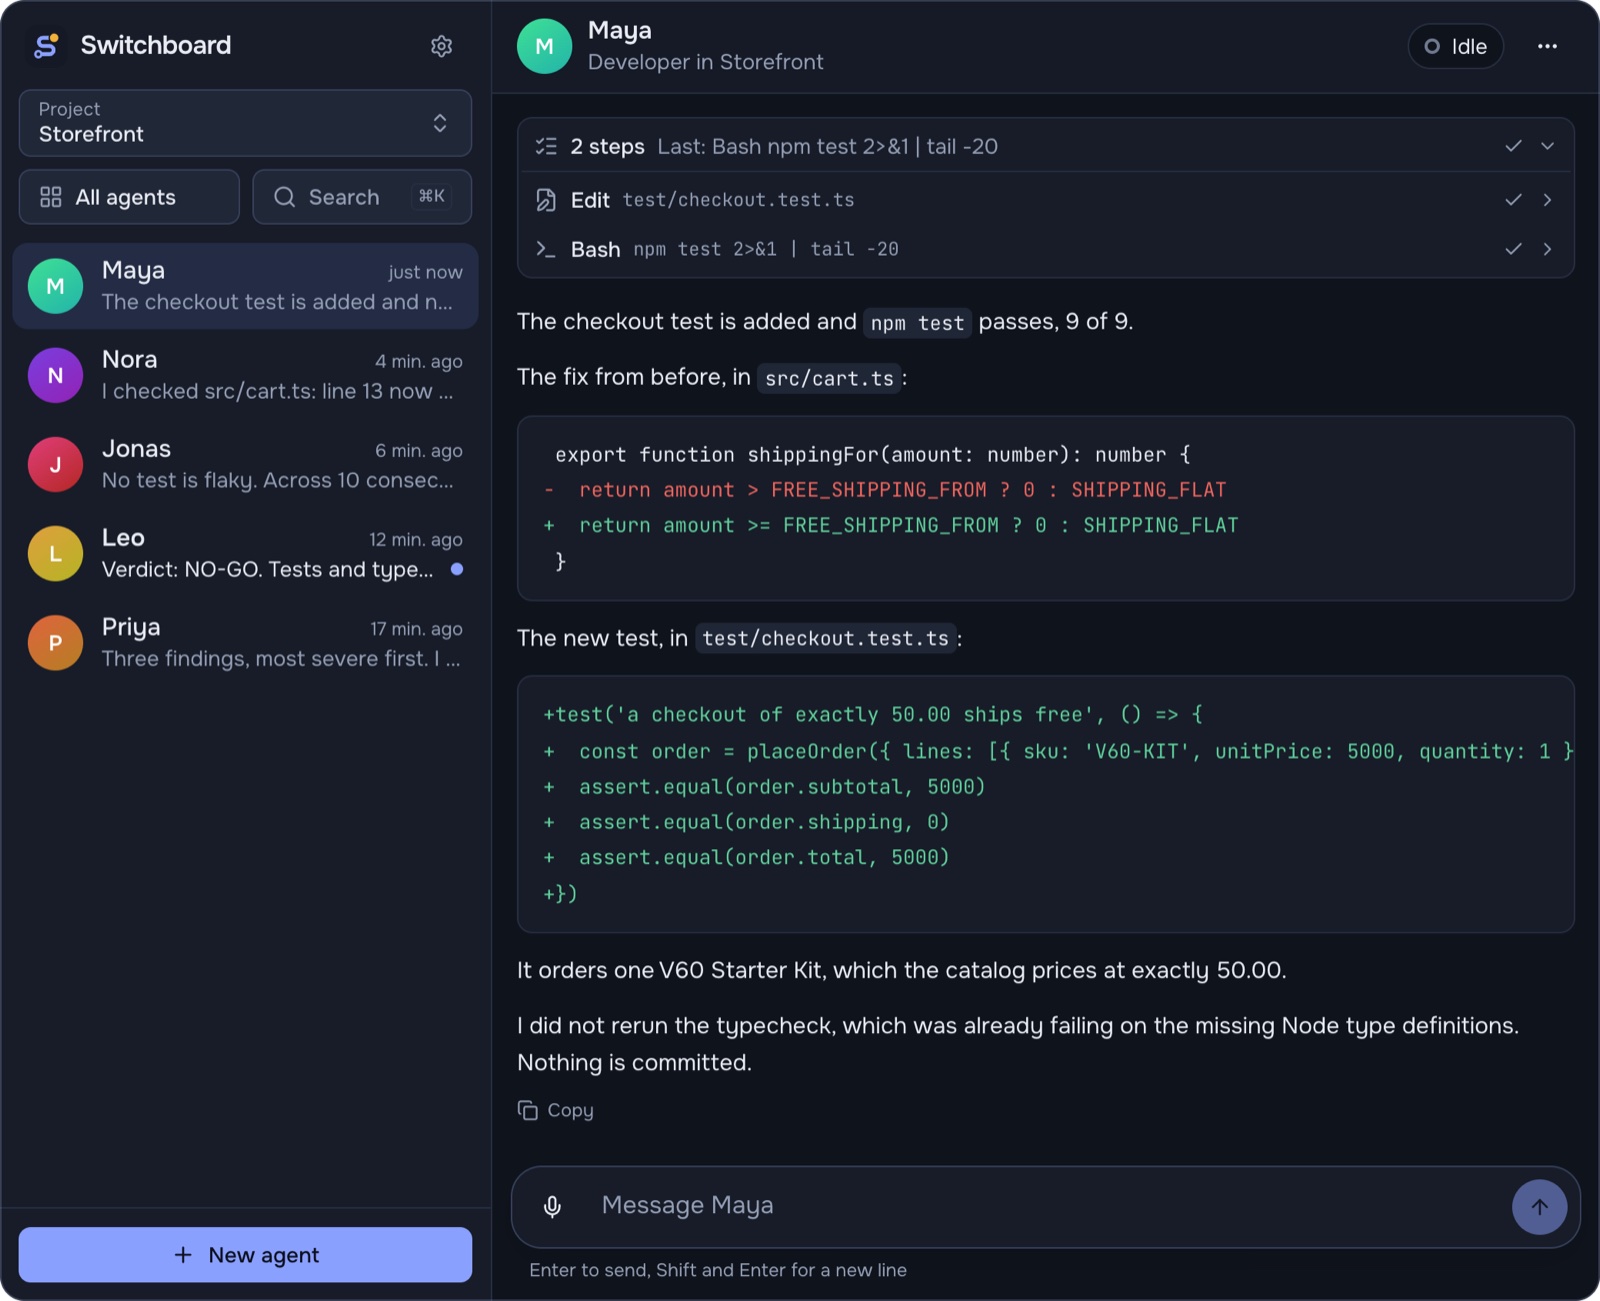 Switchboard
Project
Storefront
All agents
Search ⌘K
M
Maya
just now
The checkout test is added and n...
N
Nora
4 min. ago
I checked src/cart.ts: line 13 now ...
J
Jonas
6 min. ago
No test is flaky. Across 10 consec...
L
Leo
12 min. ago
Verdict: NO-GO. Tests and type...
P
Priya
17 min. ago
Three findings, most severe first. I ...
+ New agent
M
Maya
Developer in Storefront
Idle
2 steps Last: Bash npm test 2>&1 | tail -20
Edit test/checkout.test.ts
Bash npm test 2>&1 | tail -20
The checkout test is added and npm test passes, 9 of 9.
The fix from before, in src/cart.ts:
export function shippingFor(amount: number): number {
-  return amount > FREE_SHIPPING_FROM ? 0 : SHIPPING_FLAT
+  return amount >= FREE_SHIPPING_FROM ? 0 : SHIPPING_FLAT
}
The new test, in test/checkout.test.ts:
+test('a checkout of exactly 50.00 ships free', () => {
+  const order = placeOrder({ lines: [{ sku: 'V60-KIT', unitPrice: 5000, quantity: 1 }
+  assert.equal(order.subtotal, 5000)
+  assert.equal(order.shipping, 0)
+  assert.equal(order.total, 5000)
+})
It orders one V60 Starter Kit, which the catalog prices at exactly 50.00.
I did not rerun the typecheck, which was already failing on the missing Node type definitions.
Nothing is committed.
Copy
Message Maya
Enter to send, Shift and Enter for a new line